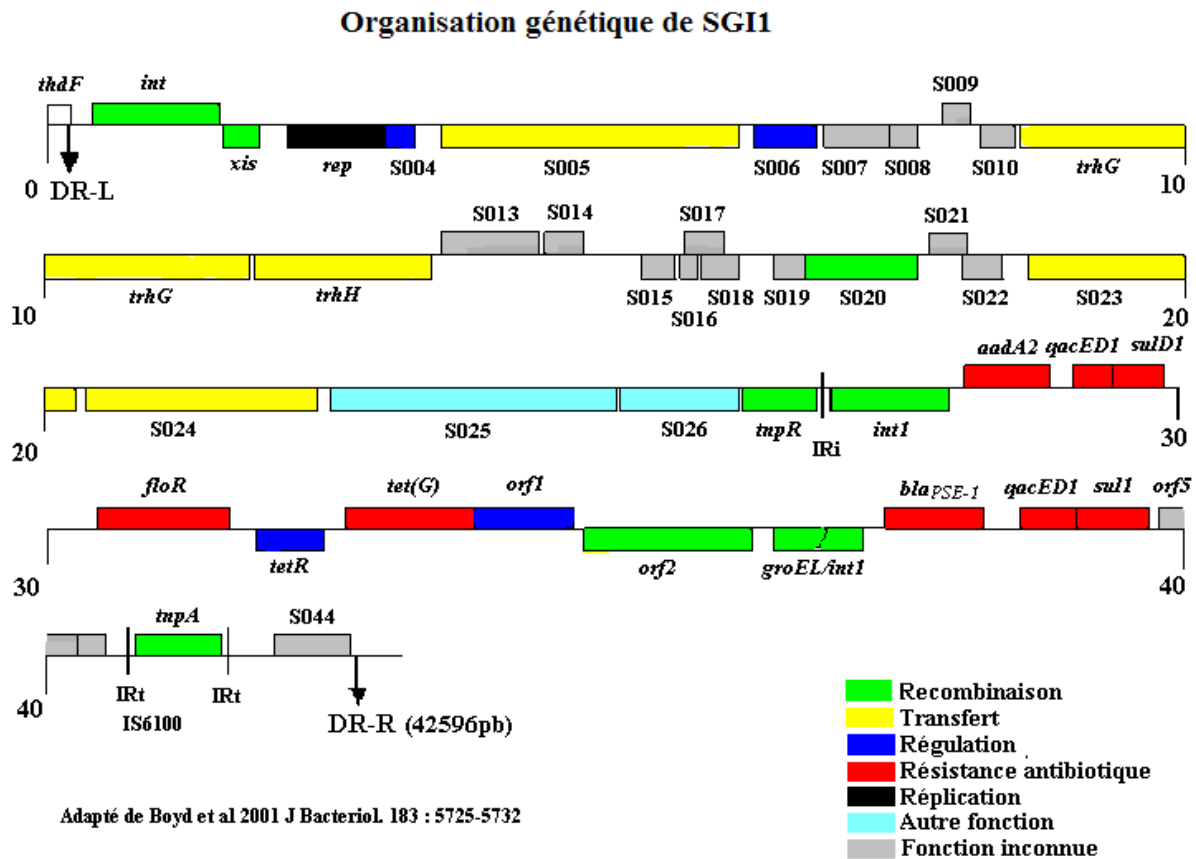 Organisation génétique de SGI1
thdF int S009
xis rep S004 S005 S006 S007 S008 S010 trhG
0 DR-L 10
S013 S014 S017 S021
trhG trhH S015 S016 S018 S019 S020 S022 S023
10 20
aadA2 qacED1 sulD1
S024 S025 S026 tnpR IRi int1
20 30
floR tet(G) orf1 blaPSE-1 qacED1 sul1 orf5
tetR orf2 groEL/int1
30 40
tnpA S044
IRt IRt
40 IS6100 DR-R (42596pb)
Recombinaison
Transfert
Régulation
Résistance antibiotique
Réplication
Autre fonction
Fonction inconnue
Adapté de Boyd et al 2001 J Bacteriol. 183 : 5725-5732